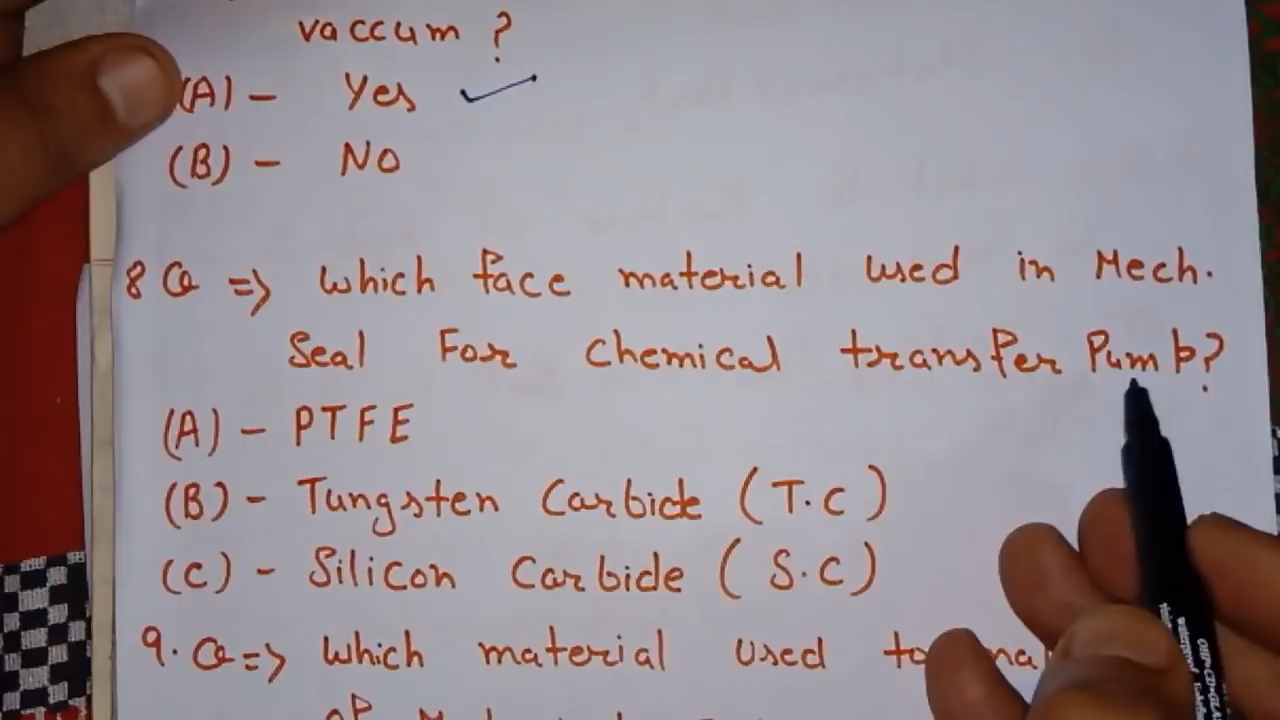 vaccum ?
(A) - Yes
(B) - NO
8 Q => which face material used in Mech.
Seal For Chemical transfer Pump?
(A) - PTFE
(B) - Tungsten Carbide (T.C)
(C) - Silicon Carbide (S.C)
9. Q => which material used to
of